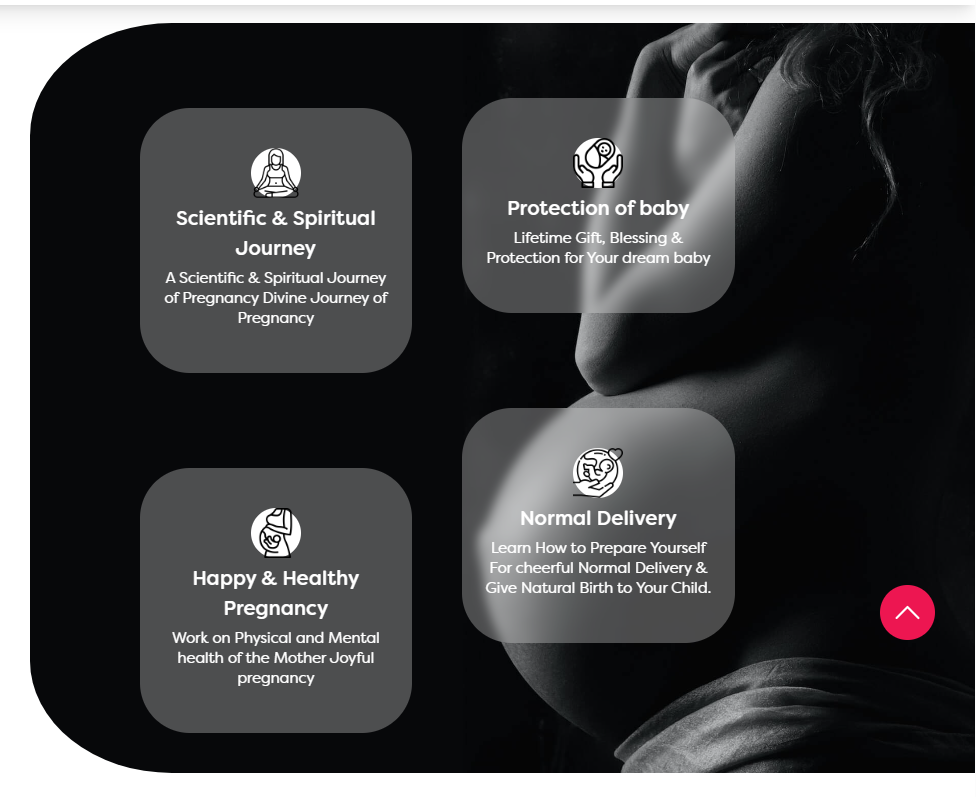 Scientific & Spiritual
Journey
A Scientific & Spiritual Journey
of Pregnancy Divine Journey of
Pregnancy
Protection of baby
Lifetime Gift, Blessing &
Protection for Your dream baby
Happy & Healthy
Pregnancy
Work on Physical and Mental
health of the Mother Joyful
pregnancy
Normal Delivery
Learn How to Prepare Yourself
For cheerful Normal Delivery &
Give Natural Birth to Your Child.